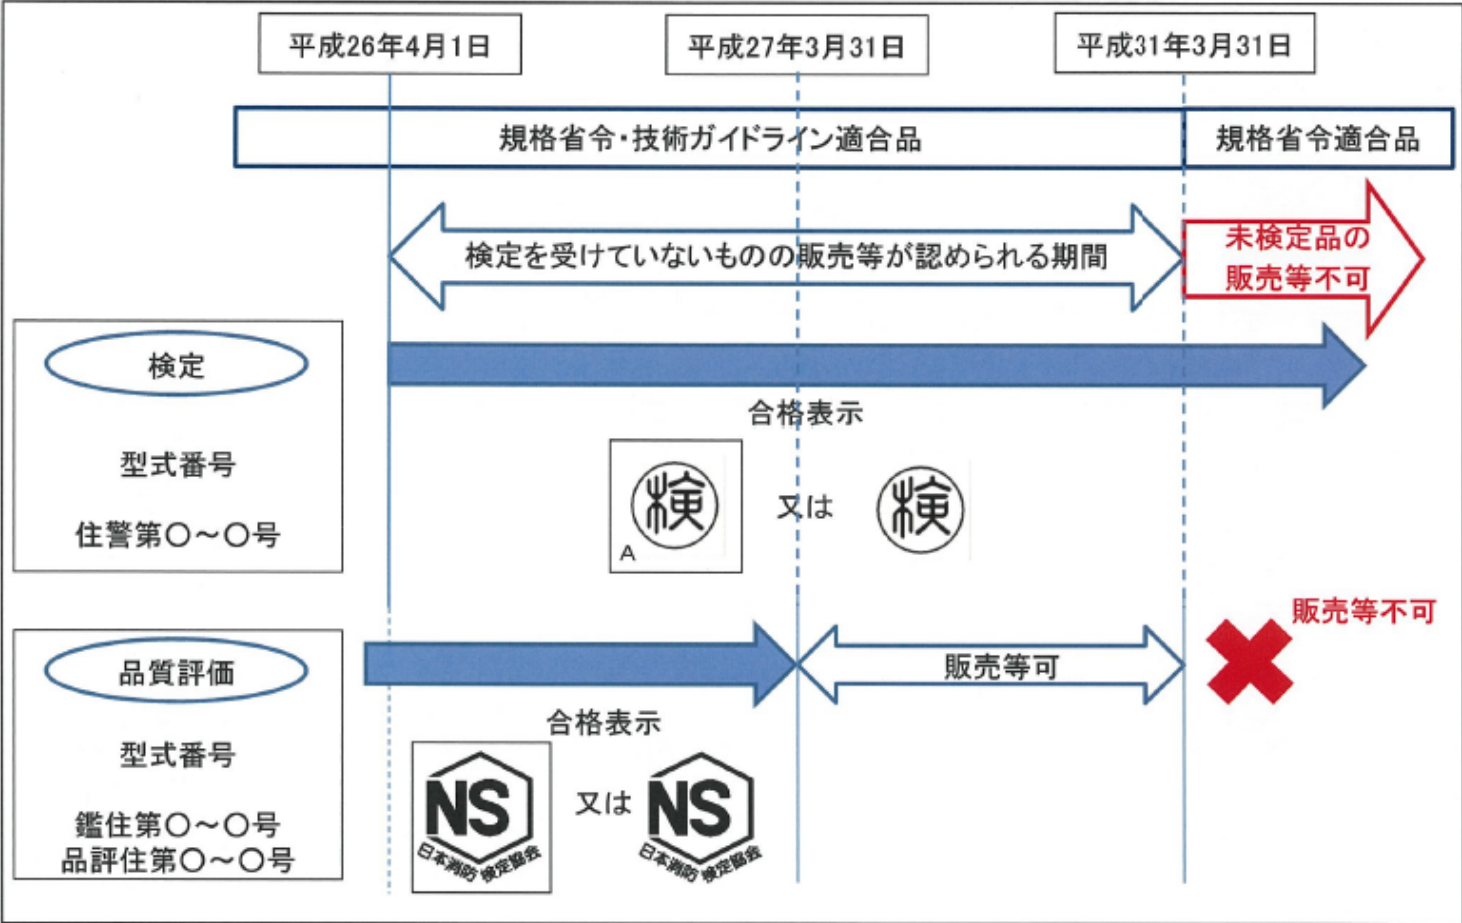 平成26年4月1日
平成27年3月31日
平成31年3月31日
規格省令・技術ガイドライン適合品
規格省令適合品
検定を受けていないものの販売等が認められる期間
未検定品の
販売等不可
検定
型式番号
住警第〇～〇号
合格表示
検
A
又は
検
品質評価
型式番号
鑑住第〇～〇号
品評住第〇～〇号
販売等可
販売等不可
合格表示
NS
日本消防検定協会
又は
NS
日本消防検定協会